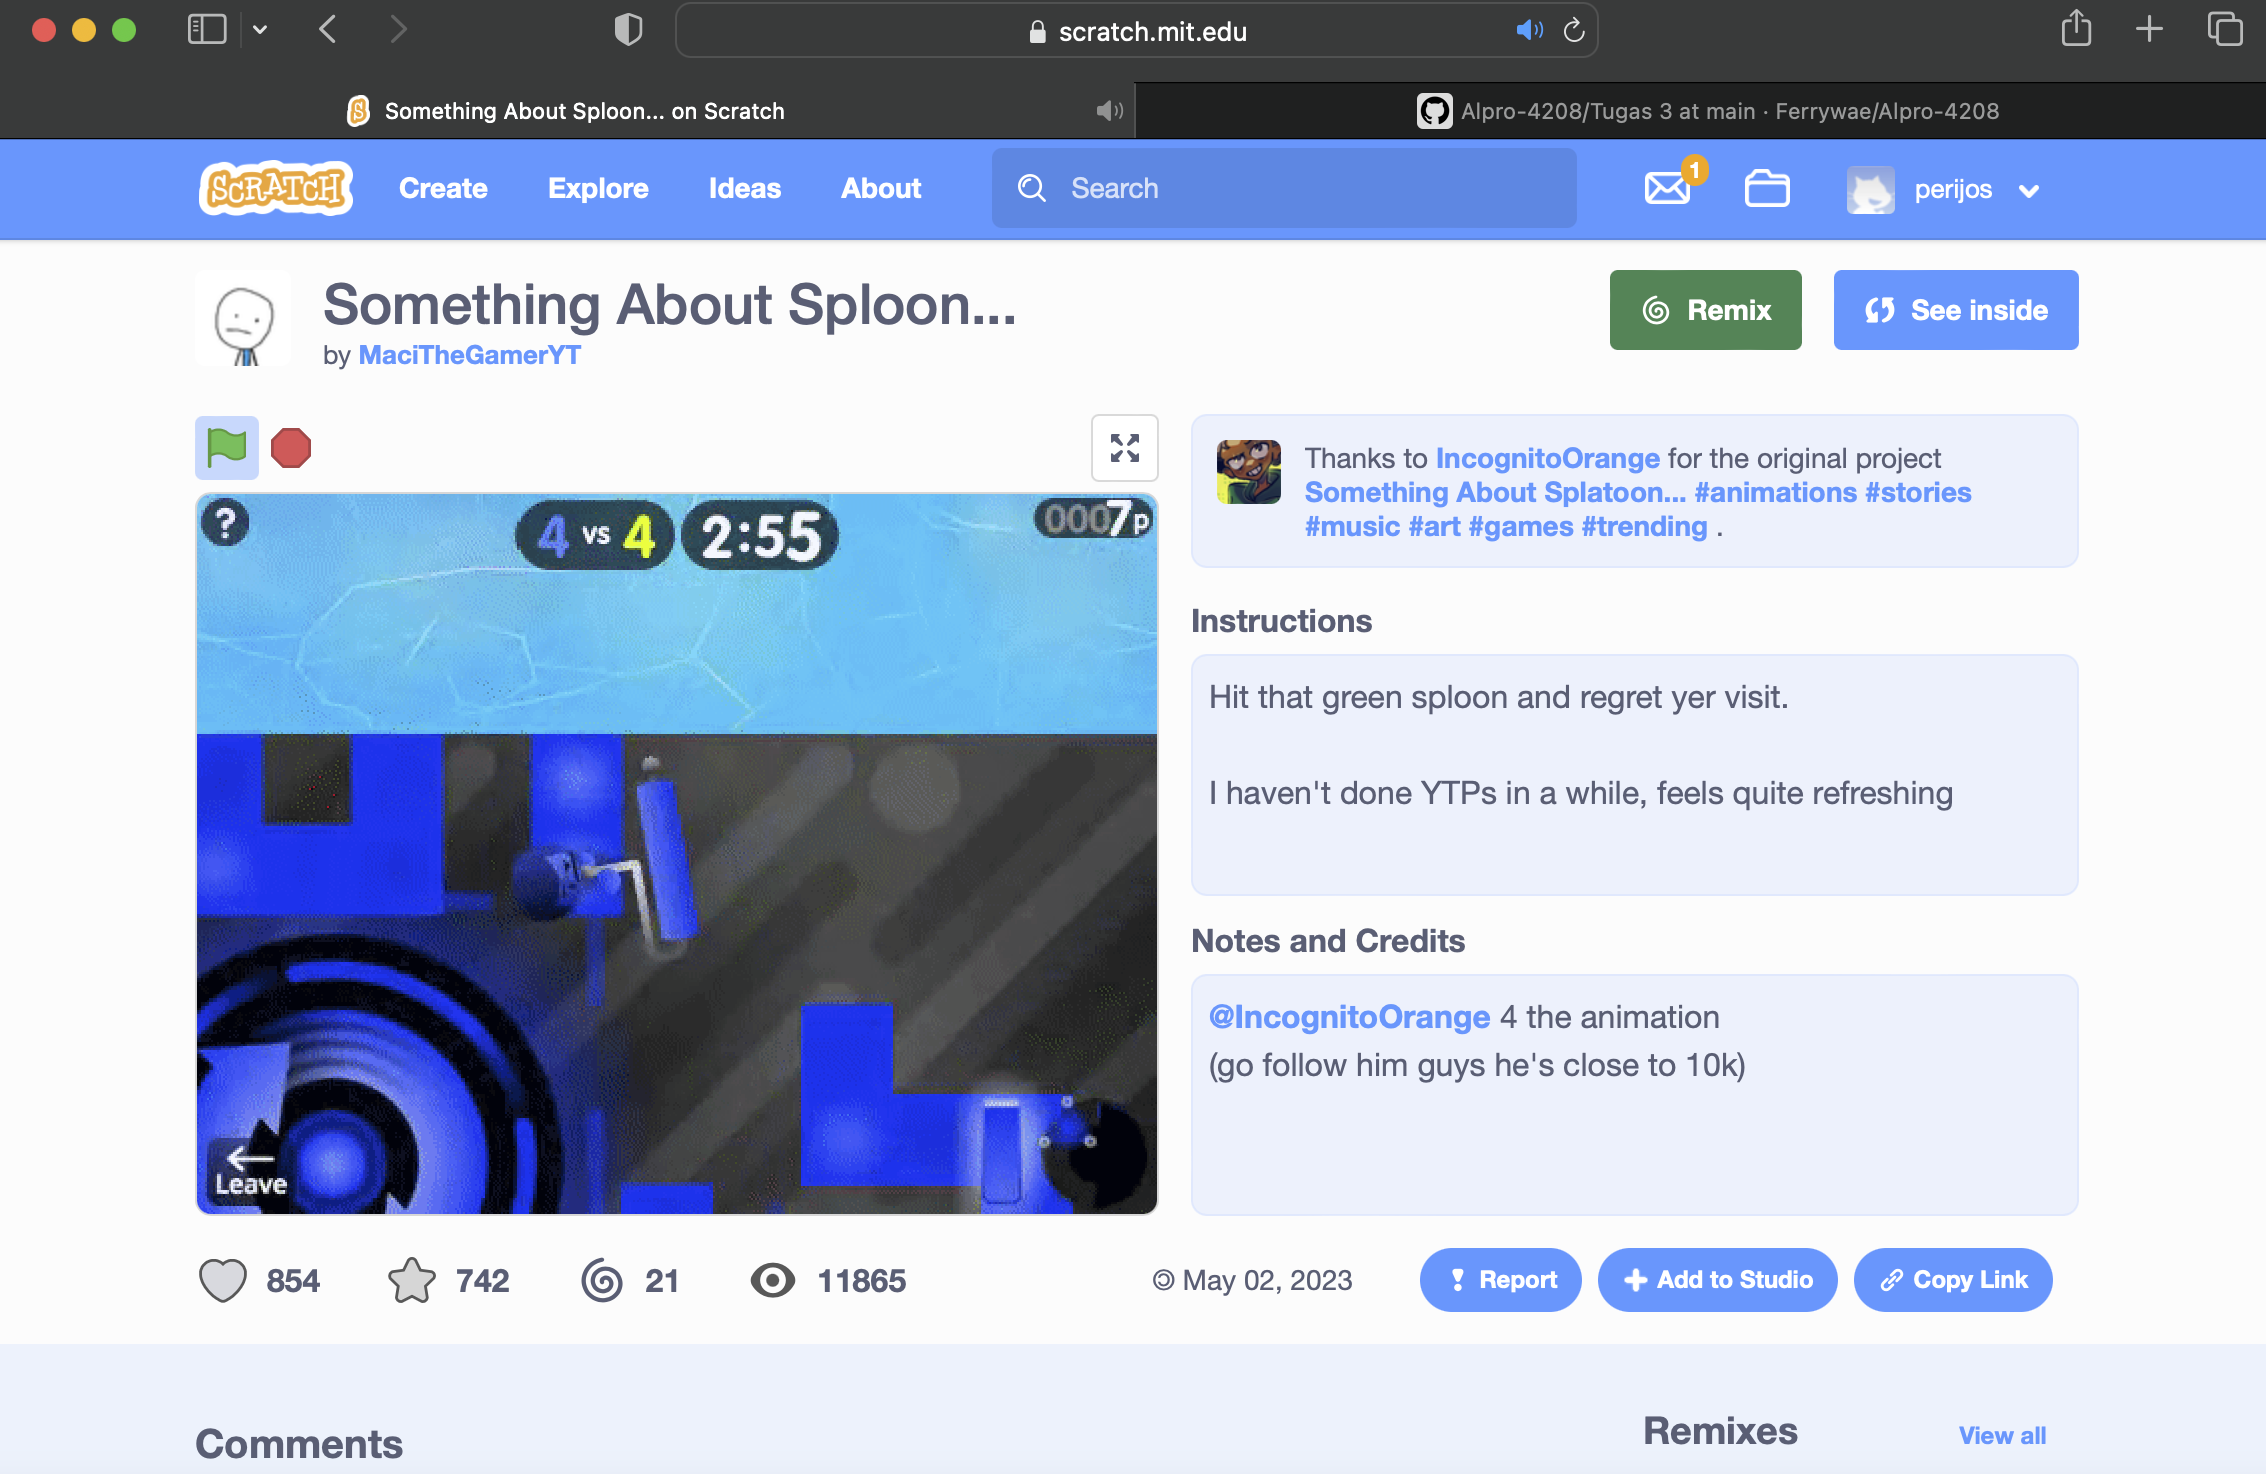 scratch.mit.edu
Something About Sploon... on Scratch
Alpro-4208/Tugas 3 at main · Ferrywae/Alpro-4208
SCRATCH
Create
Explore
Ideas
About
Search
1
perijos
Something About Sploon...
by MaciTheGamerYT
Remix
See inside
?
4 vs 4
2:55
0007p
Leave
Thanks to IncognitoOrange for the original project
Something About Splatoon... #animations #stories
#music #art #games #trending .
Instructions
Hit that green sploon and regret yer visit.
I haven't done YTPs in a while, feels quite refreshing
Notes and Credits
@IncognitoOrange 4 the animation
(go follow him guys he's close to 10k)
854
742
21
11865
May 02, 2023
Report
Add to Studio
Copy Link
Comments
Remixes
View all